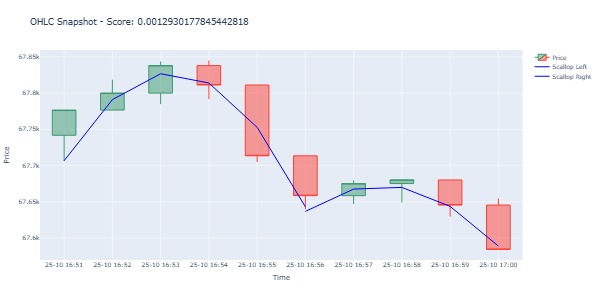 OHLC Snapshot - Score: 0.0012930177845442818
Price
Scallop Left
Scallop Right
67.85k
67.8k
67.75k
67.7k
67.65k
67.6k
Price
25-10 16:51 25-10 16:52 25-10 16:53 25-10 16:54 25-10 16:55 25-10 16:56 25-10 16:57 25-10 16:58 25-10 16:59 25-10 17:00
Time